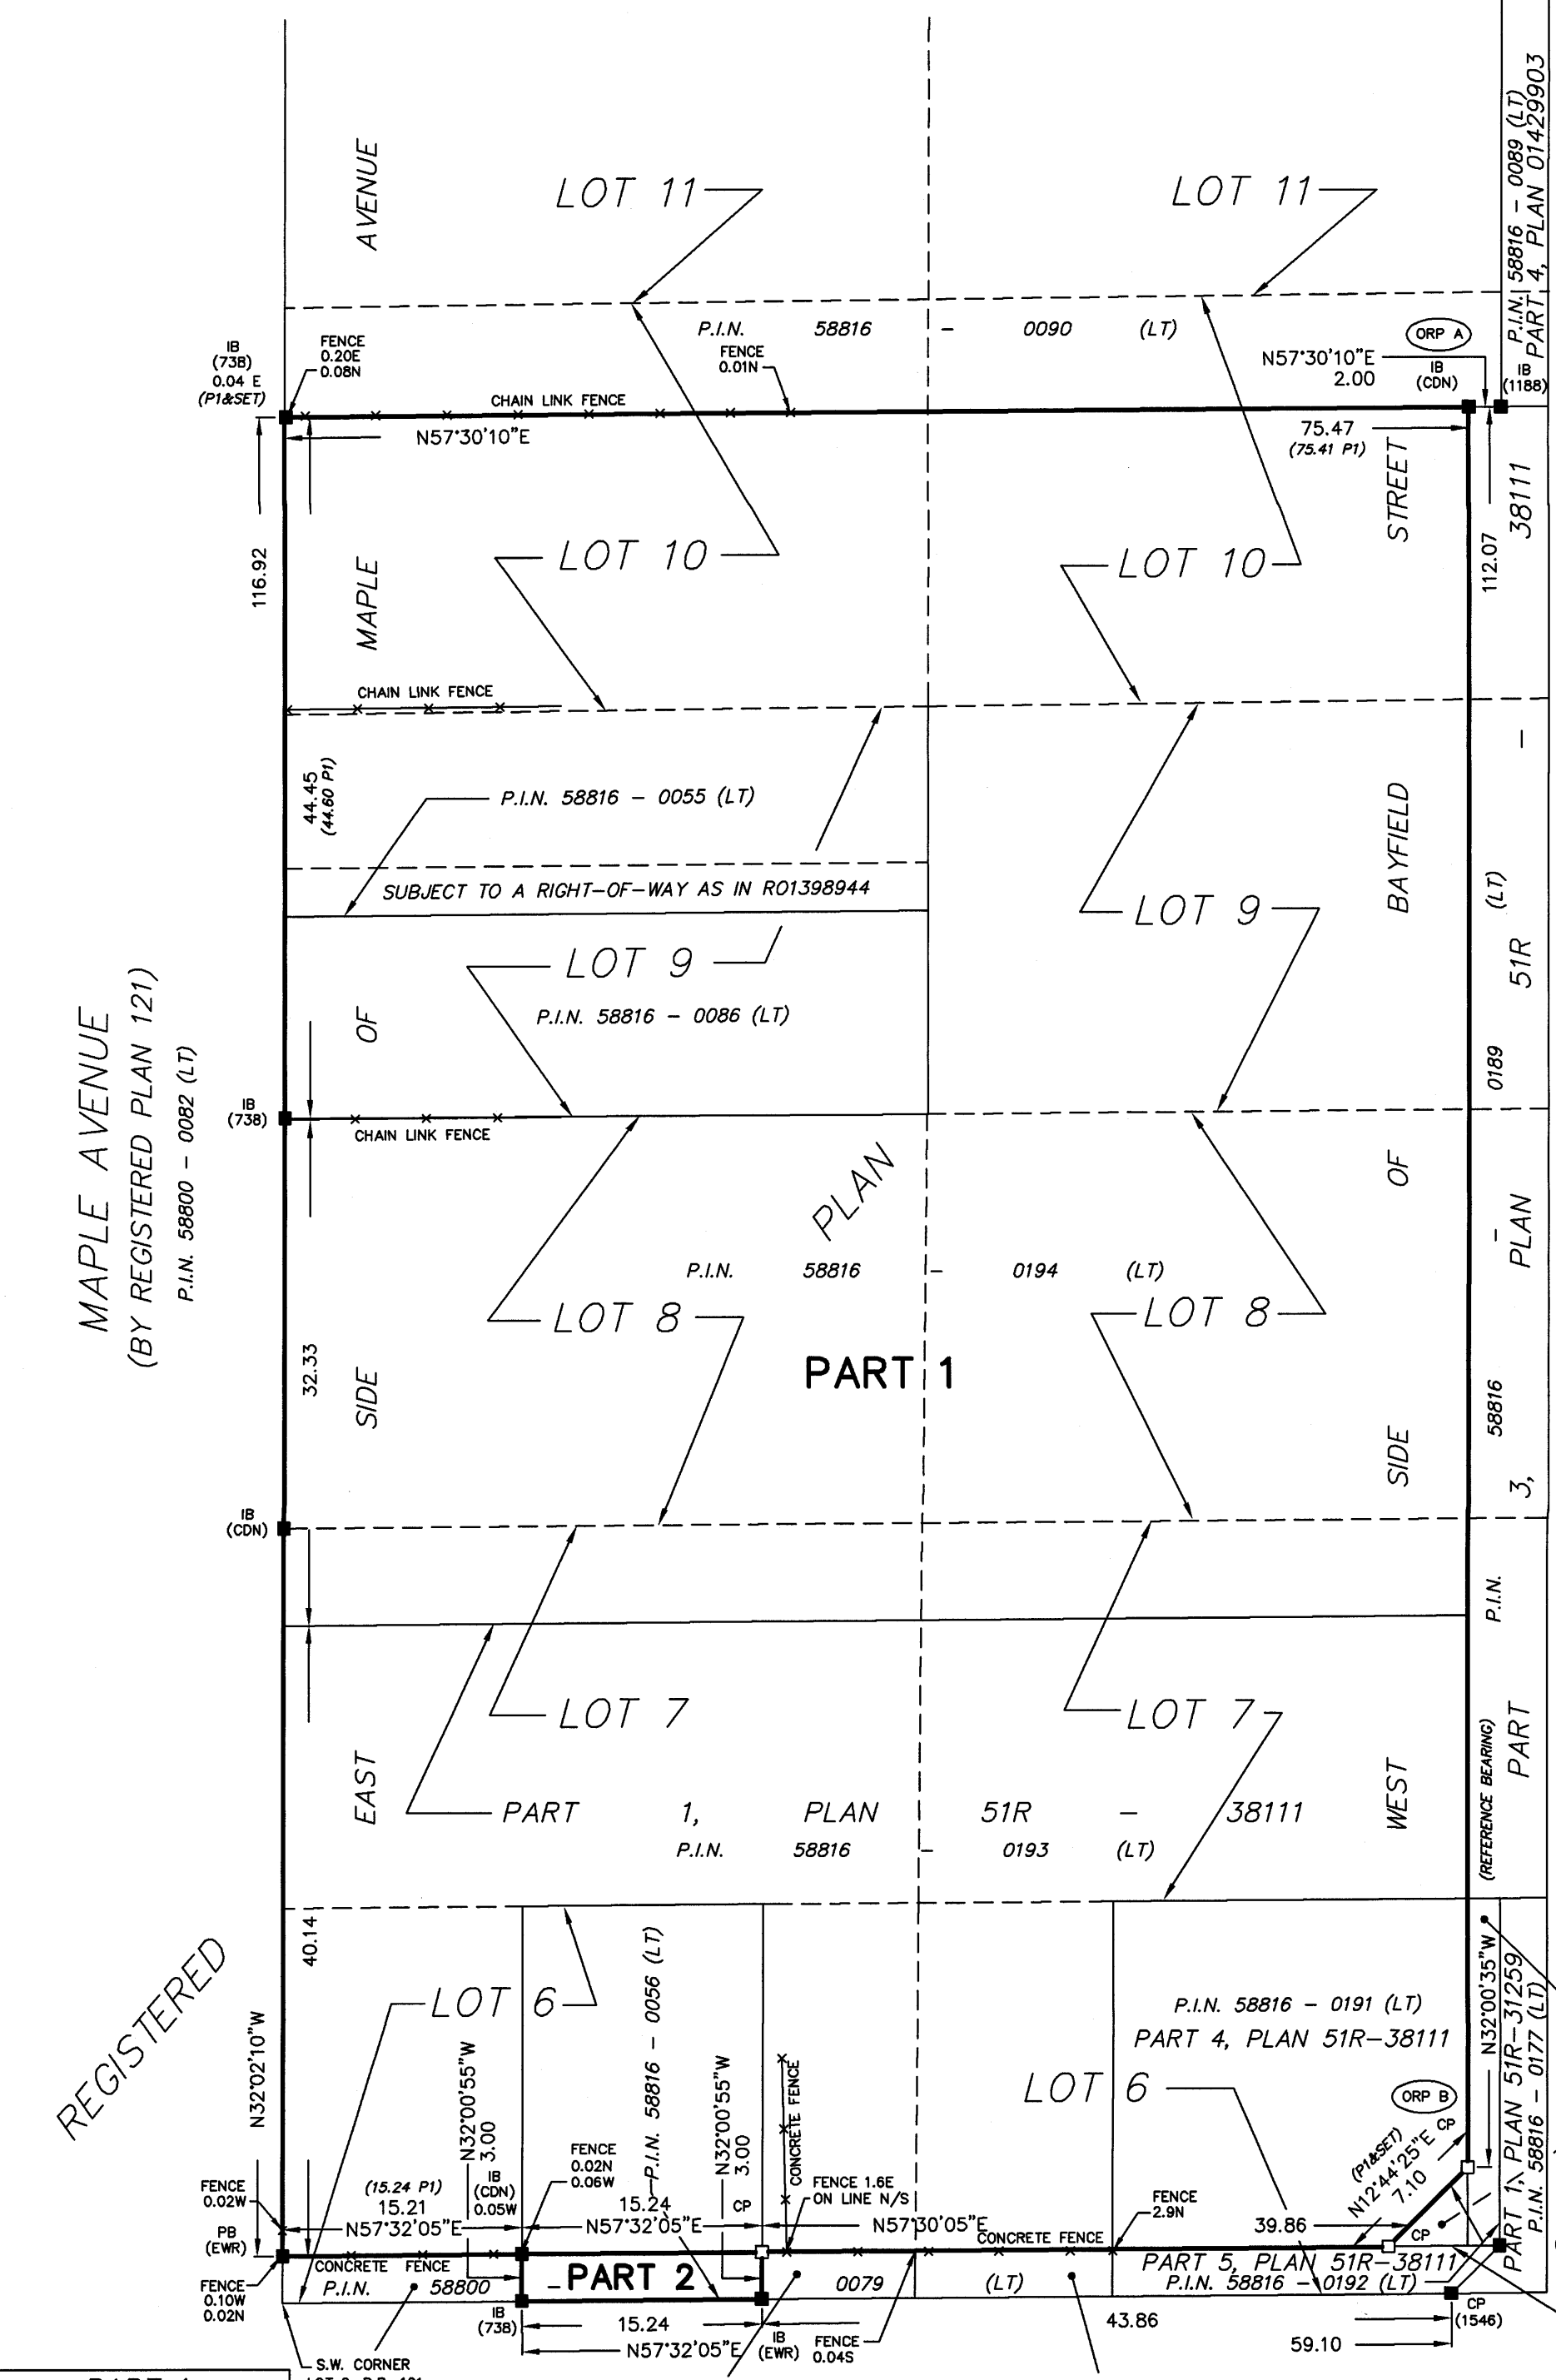 AVENUE
LOT 11
LOT 11
P.I.N. 58816 - 0089 (LT)
PART 4, PLAN 01429903
P.I.N. 58816 - 0090 (LT)
ORP A
IB
(738)
0.04 E
(P1&SET)
FENCE
0.20E
0.08N
FENCE
0.01N
N57°30'10"E
2.00
IB
(CDN)
IB
(1188)
CHAIN LINK FENCE
N57°30'10"E
75.47
(75.41 P1)
STREET
38111
116.92
MAPLE
LOT 10
LOT 10
112.07
CHAIN LINK FENCE
44.45
(44.60 P1)
P.I.N. 58816 - 0055 (LT)
BAYFIELD
-
SUBJECT TO A RIGHT-OF-WAY AS IN RO1398944
LOT 9
LOT 9
(LT)
51R
P.I.N. 58816 - 0086 (LT)
OF
0189
MAPLE AVENUE
(BY REGISTERED PLAN 121)
P.I.N. 58800 - 0082 (LT)
IB
(738)
CHAIN LINK FENCE
PLAN
OF
-
PLAN
P.I.N. 58816 - 0194 (LT)
LOT 8
LOT 8
PART 1
32.33
SIDE
SIDE
58816
3,
IB
(CDN)
P.I.N.
LOT 7
LOT 7
EAST
WEST
(REFERENCE BEARING)
PART
PART 1, PLAN 51R - 38111
P.I.N. 58816 - 0193 (LT)
REGISTERED
40.14
N32°02'10"W
LOT 6
P.I.N. 58816 - 0056 (LT)
P.I.N. 58816 - 0191 (LT)
PART 4, PLAN 51R-38111
LOT 6
N32°00'35"W
PART 1, PLAN 51R-31259
P.I.N. 58816 - 0177 (LT)
ORP B
N32°00'55"W
3.00
N32°00'55"W
3.00
CONCRETE FENCE
(P1&SET)
N12°44'25"E
7.10
CP
FENCE
0.02W
(15.24 P1)
15.21
N57°32'05"E
IB
(CDN)
0.05W
FENCE
0.02N
0.06W
15.24
N57°32'05"E
CP
FENCE 1.6E
ON LINE N/S
N57°30'05"E
CONCRETE FENCE
FENCE
2.9N
39.86
CP
PB
(EWR)
CONCRETE FENCE
FENCE
0.10W
0.02N
P.I.N. 58800 - 0079 (LT)
PART 2
PART 5, PLAN 51R-38111
P.I.N. 58816 - 0192 (LT)
IB
(738)
15.24
N57°32'05"E
IB
(EWR)
FENCE
0.04S
43.86
59.10
CP
(1546)
S.W. CORNER